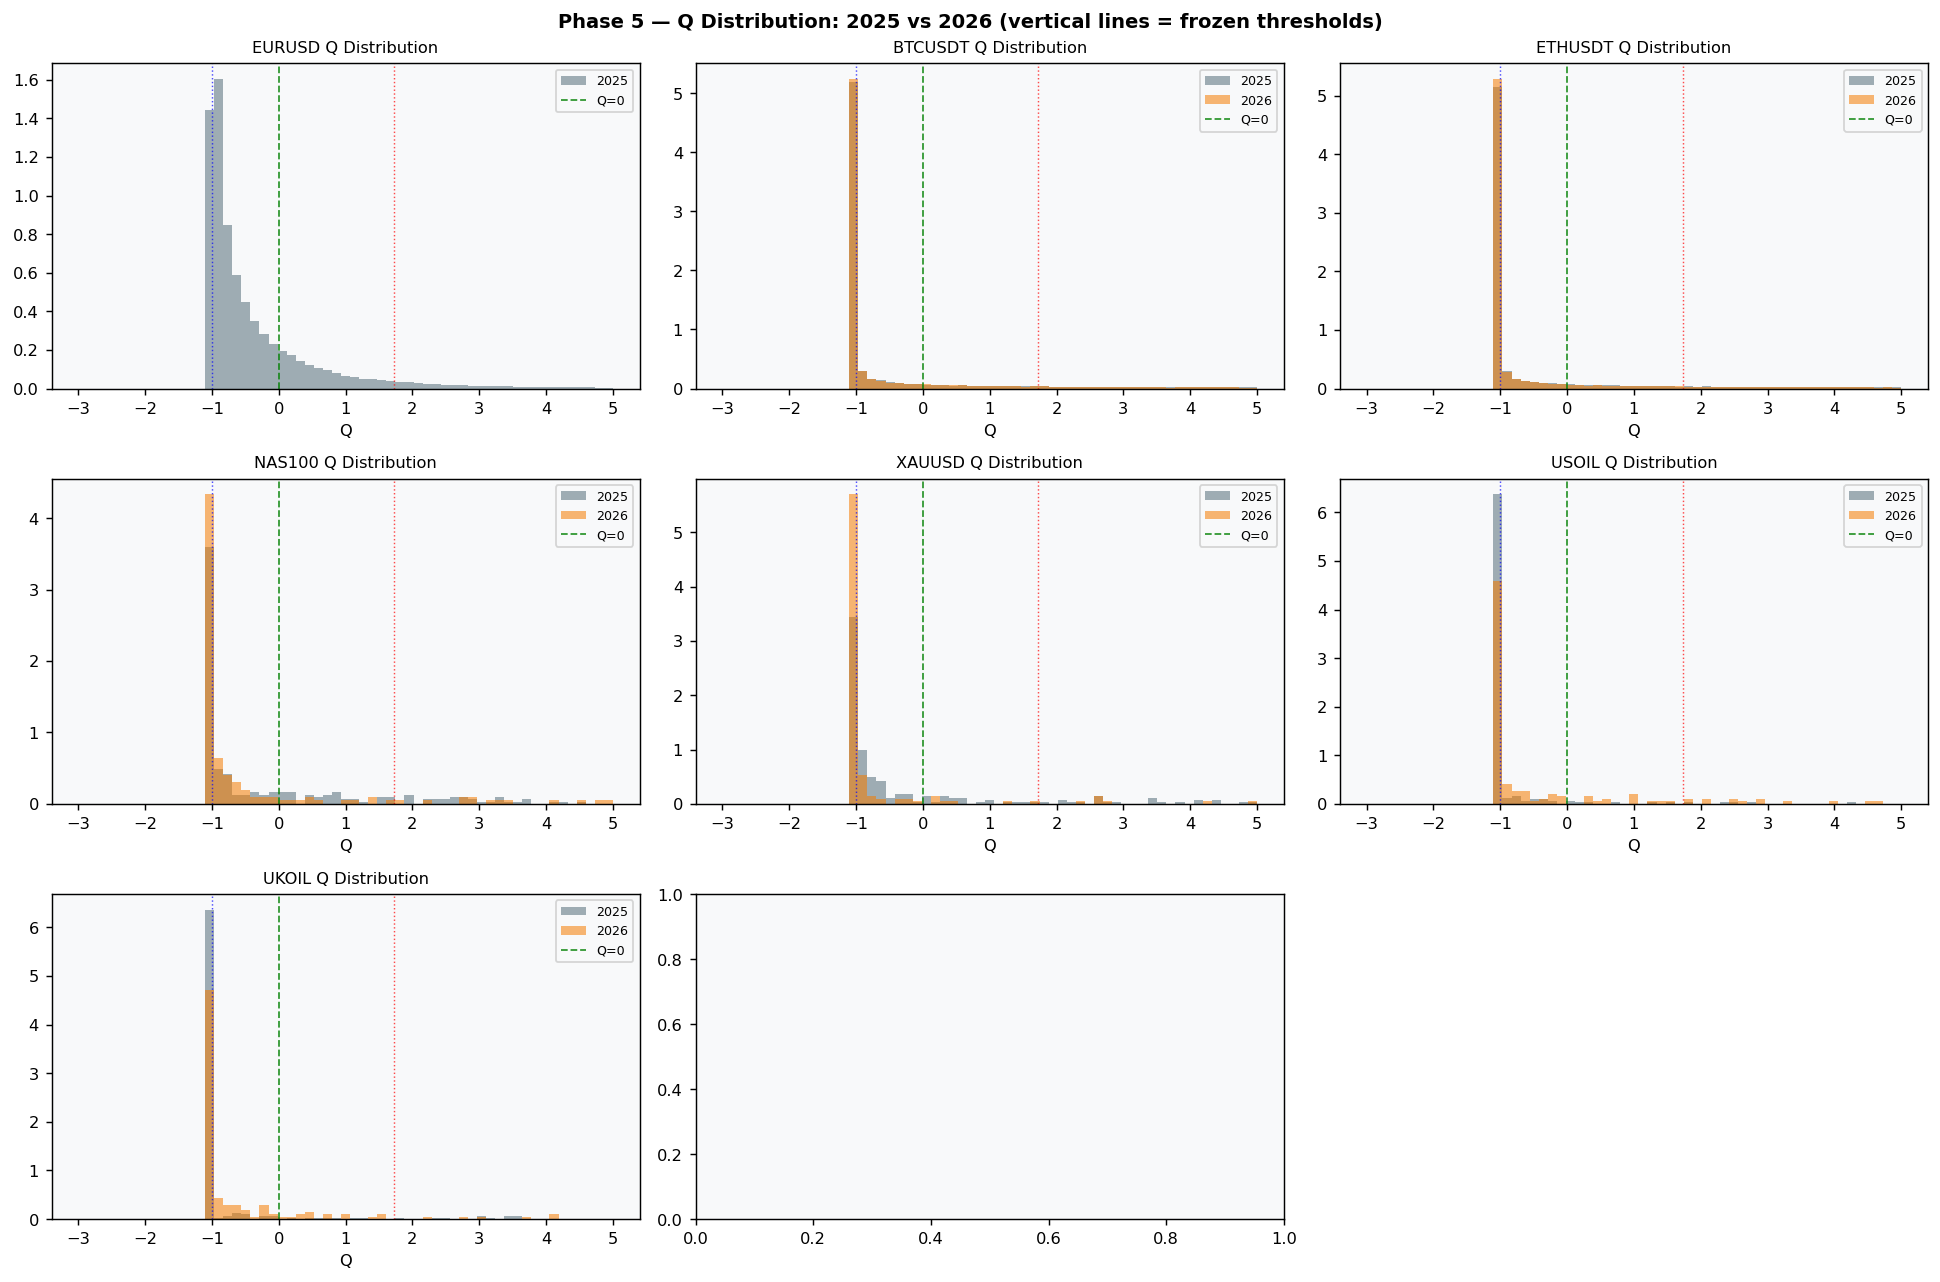 Phase 5 — Q Distribution: 2025 vs 2026 (vertical lines = frozen thresholds)
EURUSD Q Distribution
1.6
1.4
1.2
1.0
0.8
0.6
0.4
0.2
0.0
2025
Q=0
−3 −2 −1 0 1 2 3 4 5
Q
BTCUSDT Q Distribution
5
4
3
2
1
0
2025
2026
Q=0
−3 −2 −1 0 1 2 3 4 5
Q
ETHUSDT Q Distribution
5
4
3
2
1
0
2025
2026
Q=0
−3 −2 −1 0 1 2 3 4 5
Q
NAS100 Q Distribution
4
3
2
1
0
2025
2026
Q=0
−3 −2 −1 0 1 2 3 4 5
Q
XAUUSD Q Distribution
5
4
3
2
1
0
2025
2026
Q=0
−3 −2 −1 0 1 2 3 4 5
Q
USOIL Q Distribution
6
5
4
3
2
1
0
2025
2026
Q=0
−3 −2 −1 0 1 2 3 4 5
Q
UKOIL Q Distribution
6
5
4
3
2
1
0
2025
2026
Q=0
−3 −2 −1 0 1 2 3 4 5
Q
1.0
0.8
0.6
0.4
0.2
0.0
0.0 0.2 0.4 0.6 0.8 1.0